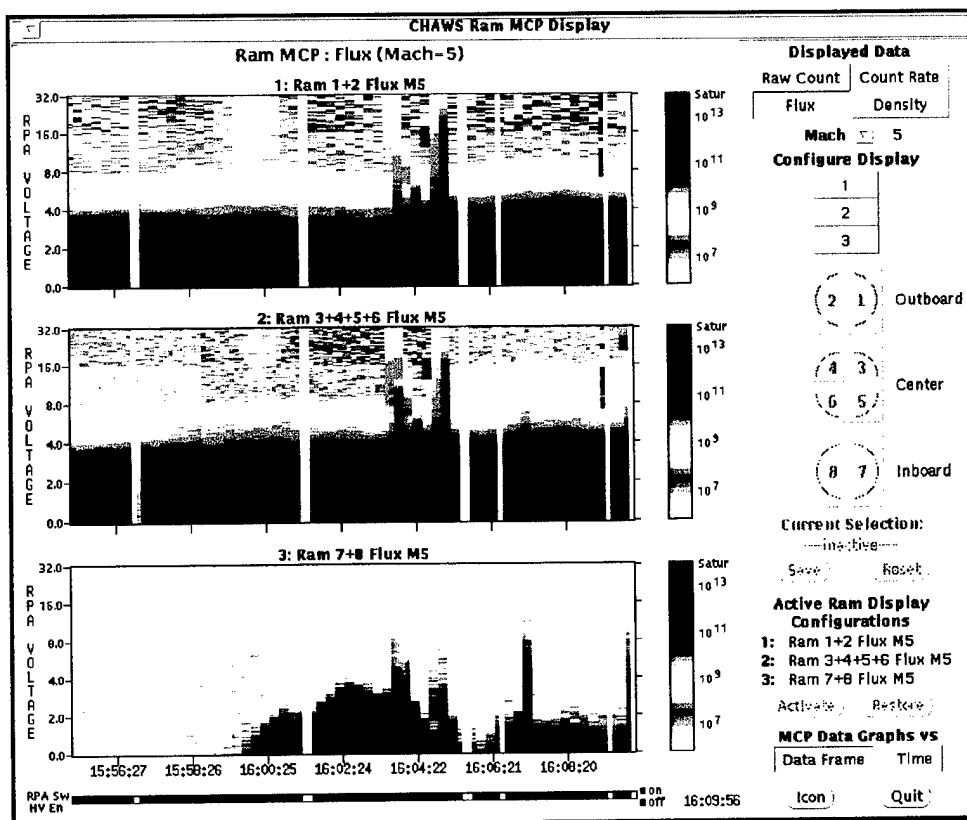 CHAWS Ram MCP Display
Ram MCP : Flux (Mach-5)
1: Ram 1+2 Flux M5
RPA VOLTAGE
32.0
16.0
8.0
4.0
2.0
0.0
Satur
10^13
10^11
10^9
10^7
2: Ram 3+4+5+6 Flux M5
RPA VOLTAGE
32.0
16.0
8.0
4.0
2.0
0.0
Satur
10^13
10^11
10^9
10^7
3: Ram 7+8 Flux M5
RPA VOLTAGE
32.0
16.0
8.0
4.0
2.0
0.0
Satur
10^13
10^11
10^9
10^7
15:56:27 15:58:26 16:00:25 16:02:24 16:04:22 16:06:21 16:08:20
RPA Sw
HV En
on
off
16:09:56
Displayed Data
Raw Count Count Rate
Flux Density
Mach 5
Configure Display
1
2
3
2 1 Outboard
4 3
Center
6 5
8 7 Inboard
Current Selection:
---inactive---
Save Reset
Active Ram Display
Configurations
1: Ram 1+2 Flux M5
2: Ram 3+4+5+6 Flux M5
3: Ram 7+8 Flux M5
Activate Restore
MCP Data Graphs vs
Data Frame Time
Icon Quit